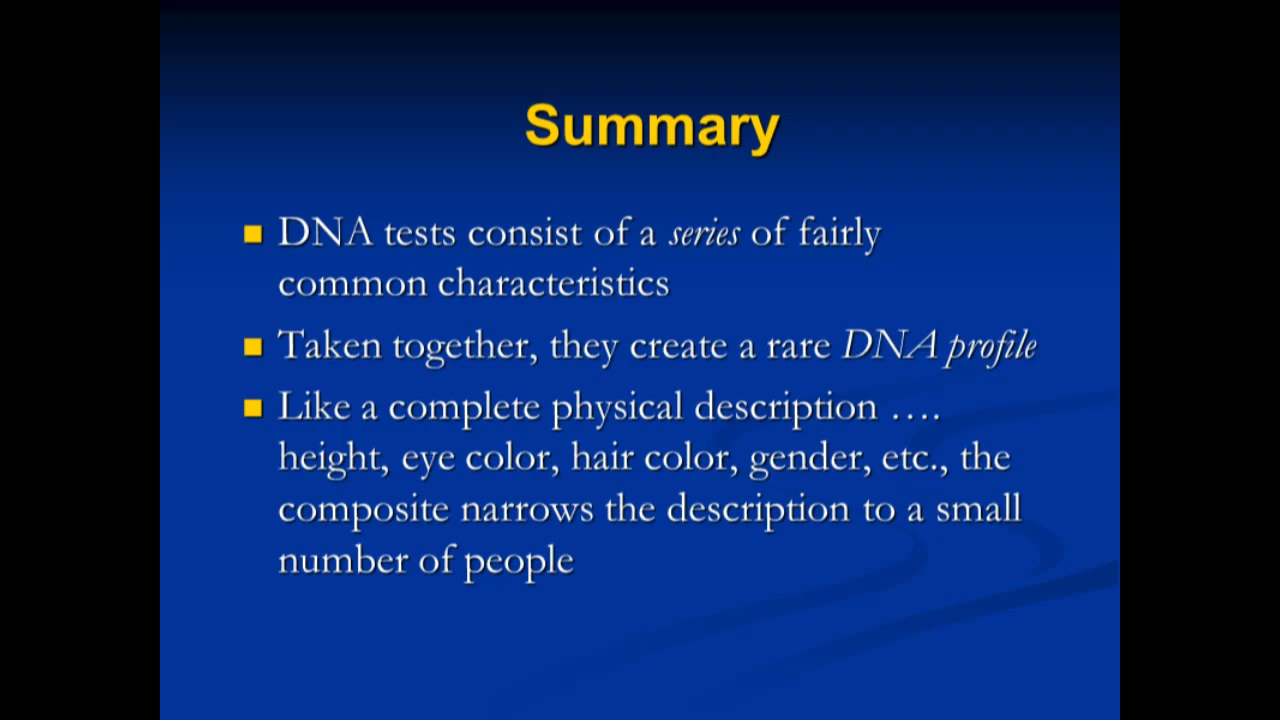 Summary
DNA tests consist of a series of fairly
common characteristics
Taken together, they create a rare DNA profile
Like a complete physical description ….
height, eye color, hair color, gender, etc., the
composite narrows the description to a small
number of people